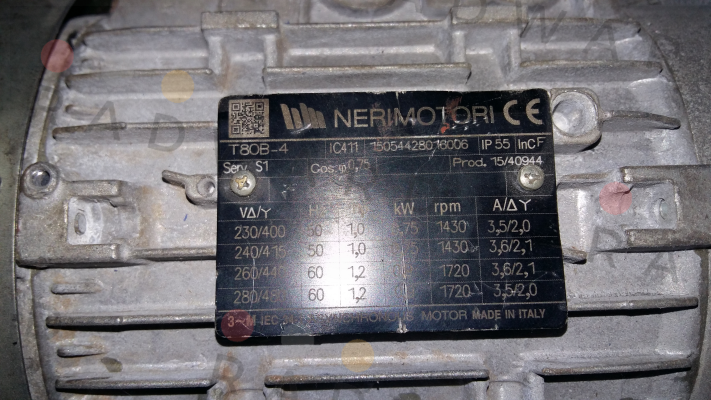 NERIMOTORI CE
T80B-4 IC411 IP 55 InCF
Serv. S1 Cos φ 0,75 Prod. 15/40944
VΔ/Y kW rpm A/Δ Y
230/400 50 1,0 1430 3,5/2,0
240/415 50 1,0 1430 3,6/2,1
60 1,2 1720 3,6/2,1
60 1,2 1720 3,5/2,0
MOTOR MADE IN ITALY